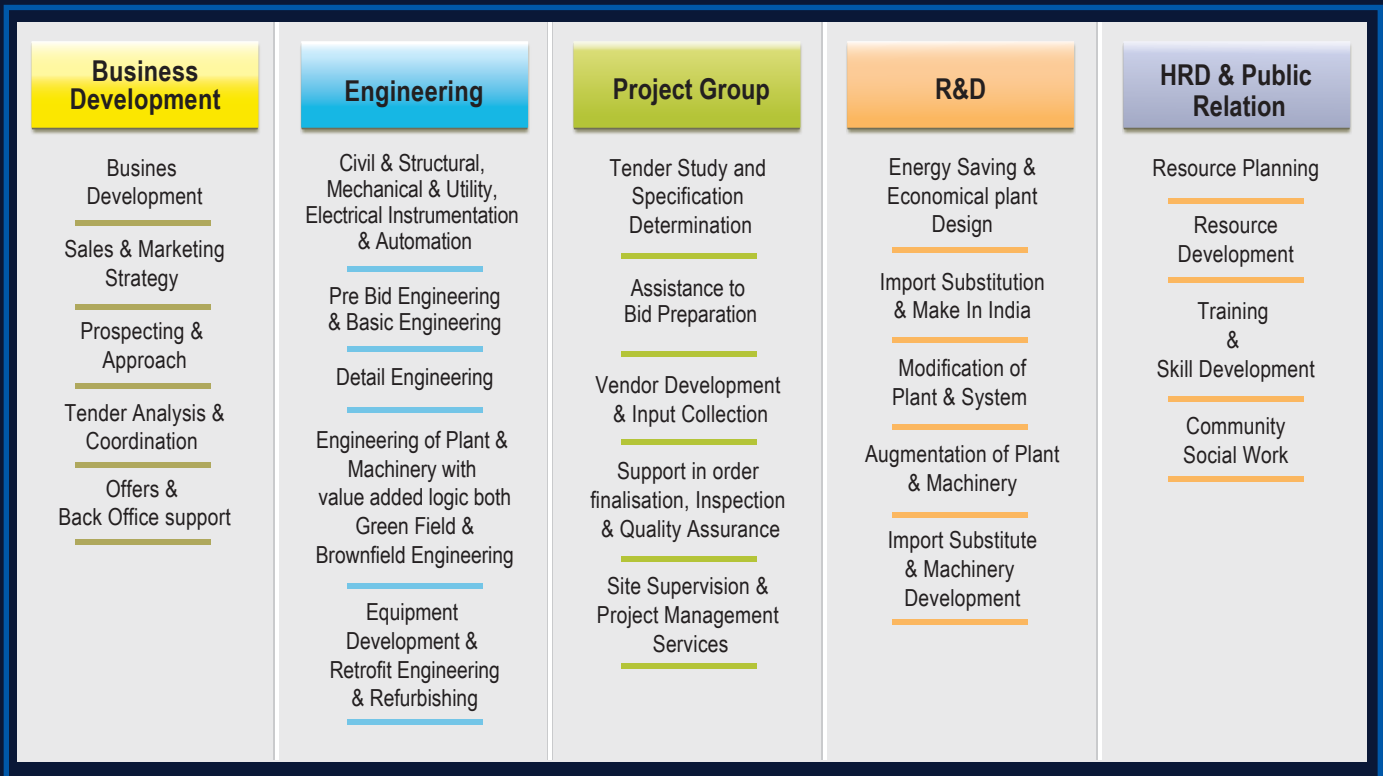 Business
Development
Busines
Development
Sales & Marketing
Strategy
Prospecting &
Approach
Tender Analysis &
Coordination
Offers &
Back Office support
Engineering
Civil & Structural,
Mechanical & Utility,
Electrical Instrumentation
& Automation
Pre Bid Engineering
& Basic Engineering
Detail Engineering
Engineering of Plant &
Machinery with
value added logic both
Green Field &
Brownfield Engineering
Equipment
Development &
Retrofit Engineering
& Refurbishing
Project Group
Tender Study and
Specification
Determination
Assistance to
Bid Preparation
Vendor Development
& Input Collection
Support in order
finalisation, Inspection
& Quality Assurance
Site Supervision &
Project Management
Services
R&D
Energy Saving &
Economical plant
Design
Import Substitution
& Make In India
Modification of
Plant & System
Augmentation of Plant
& Machinery
Import Substitute
& Machinery
Development
HRD & Public
Relation
Resource Planning
Resource
Development
Training
&
Skill Development
Community
Social Work